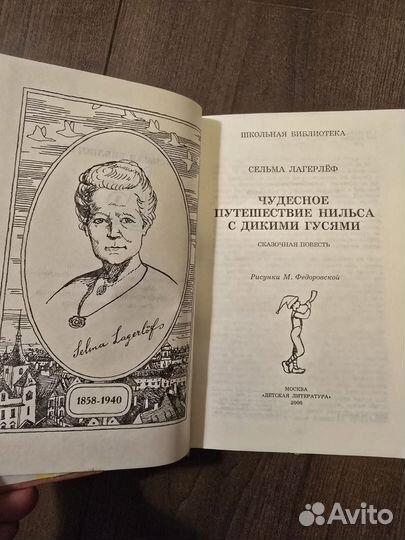 Selma Lagerlöf
1858-1940
ШКОЛЬНАЯ БИБЛИОТЕКА
СЕЛЬМА ЛАГЕРЛЁФ
ЧУДЕСНОЕ
ПУТЕШЕСТВИЕ НИЛЬСА
С ДИКИМИ ГУСЯМИ
СКАЗОЧНАЯ ПОВЕСТЬ
Рисунки М. Федоровской
МОСКВА
«ДЕТСКАЯ ЛИТЕРАТУРА»
2000
Avito